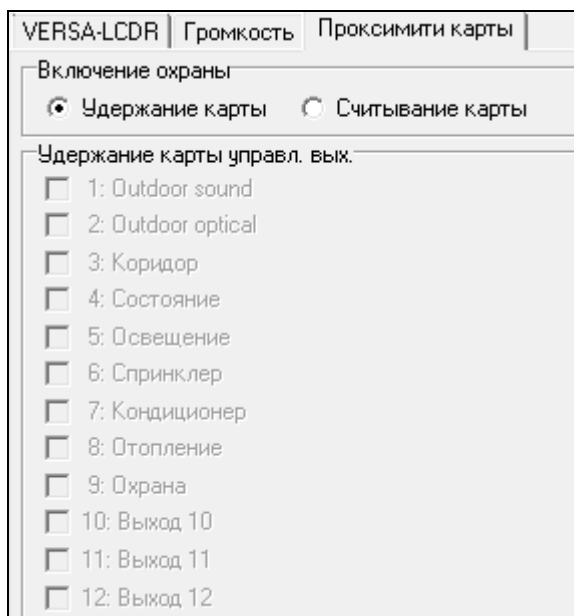 VERSA-LCDR Громкость Проксимити карты
Включение охраны
Удержание карты Считывание карты
Удержание карты управл. вых.
1: Outdoor sound
2: Outdoor optical
3: Коридор
4: Состояние
5: Освещение
6: Спринклер
7: Кондиционер
8: Отопление
9: Охрана
10: Выход 10
11: Выход 11
12: Выход 12